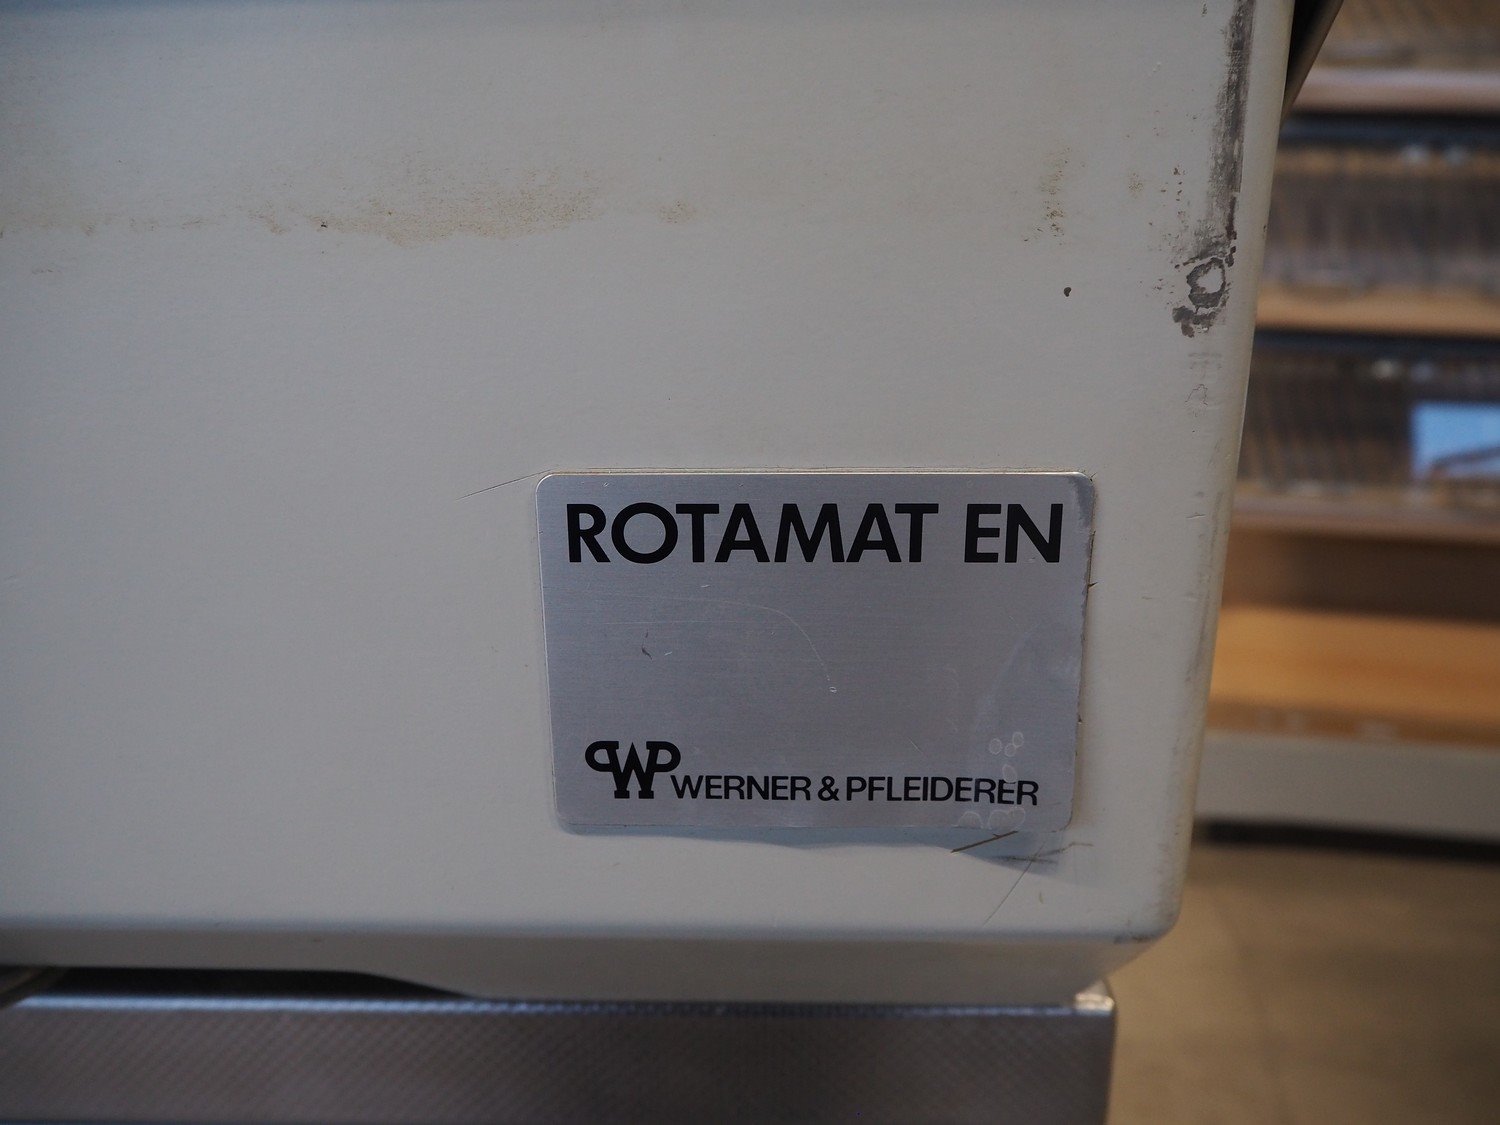 ROTAMAT EN
WP WERNER & PFLEIDERER